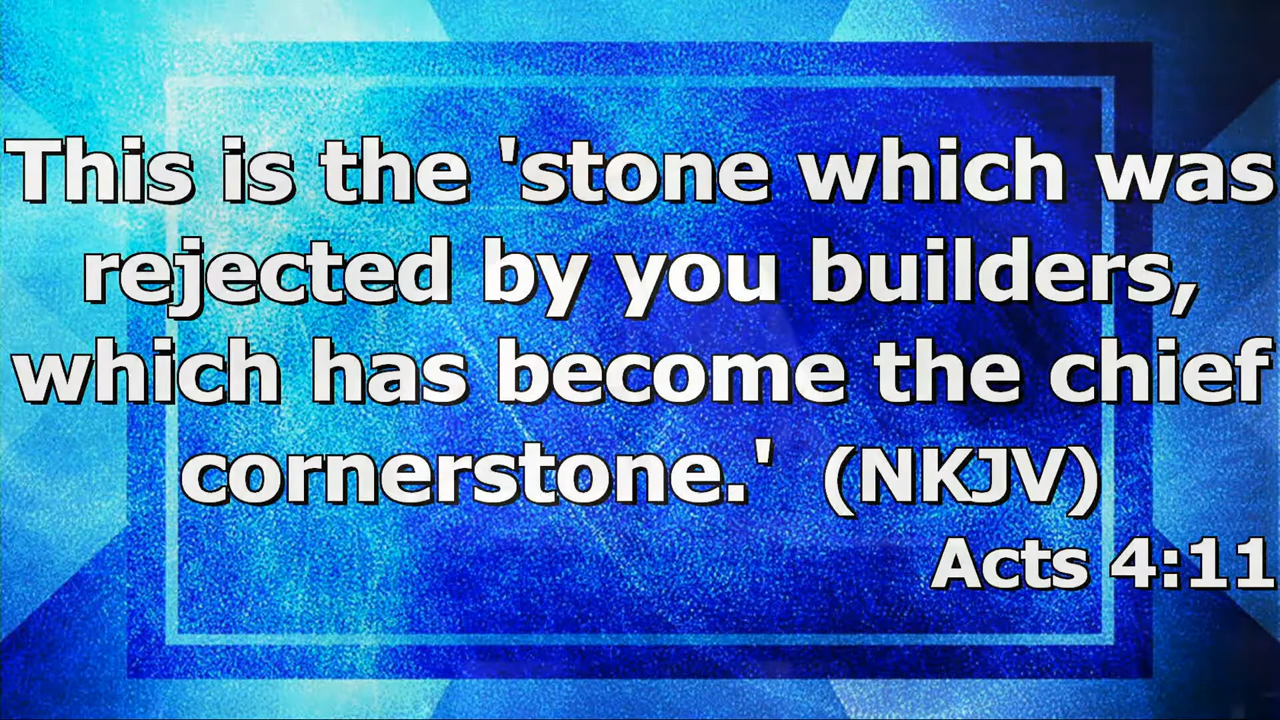 This is the 'stone which was
rejected by you builders,
which has become the chief
cornerstone.' (NKJV)
Acts 4:11